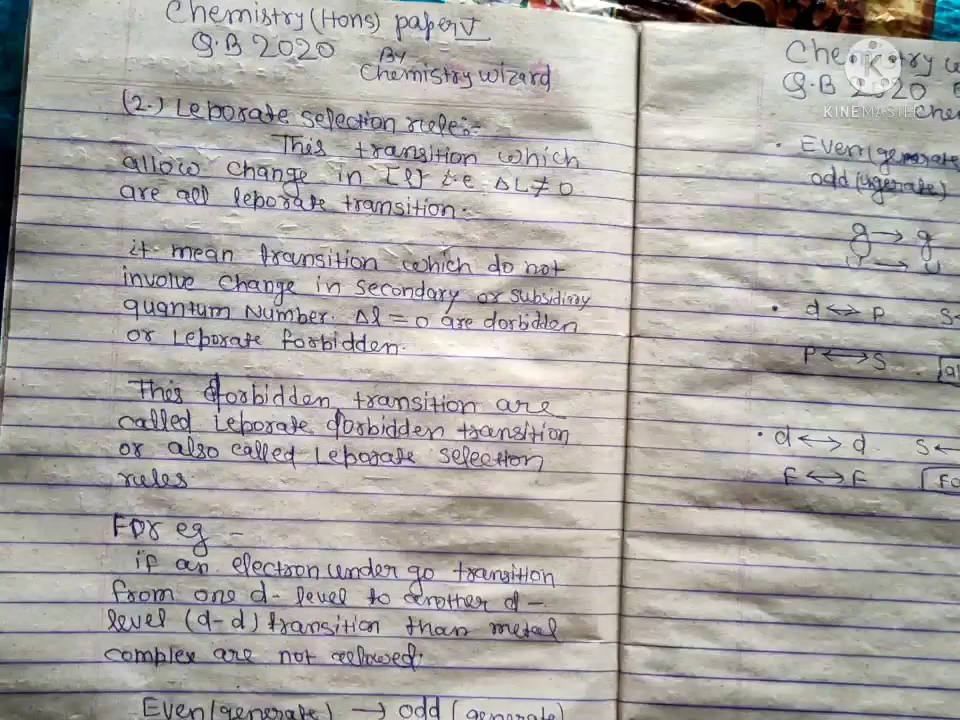 Chemistry (Hons) paper V
Q.B 2020
By
Chemistry wizard
(2.) Leporate selection rules:-
This transition which
allow change in [l] i.e ΔL ≠ 0
are all leporate transition:-
it mean transition which do not
involve change in secondary or subsidiary
quantum Number. Δl = 0 are dorbidden
or Leporate forbidden.
This forbidden transition are
called Leporate forbidden transition
or also called Leporate selection
rules
For eg -
if an electron under go transition
from one d- level to another d-
level (d-d) transition than metal
complex are not allowed.
Even (generate) → odd (generate)
Chemistry
Q.B 2020
KINEMASTER
• Even (generate
odd (ugerate)
g → g
u → u
• d ↔ p S
P ↔ S
• d ↔ d S ←
F ↔ F